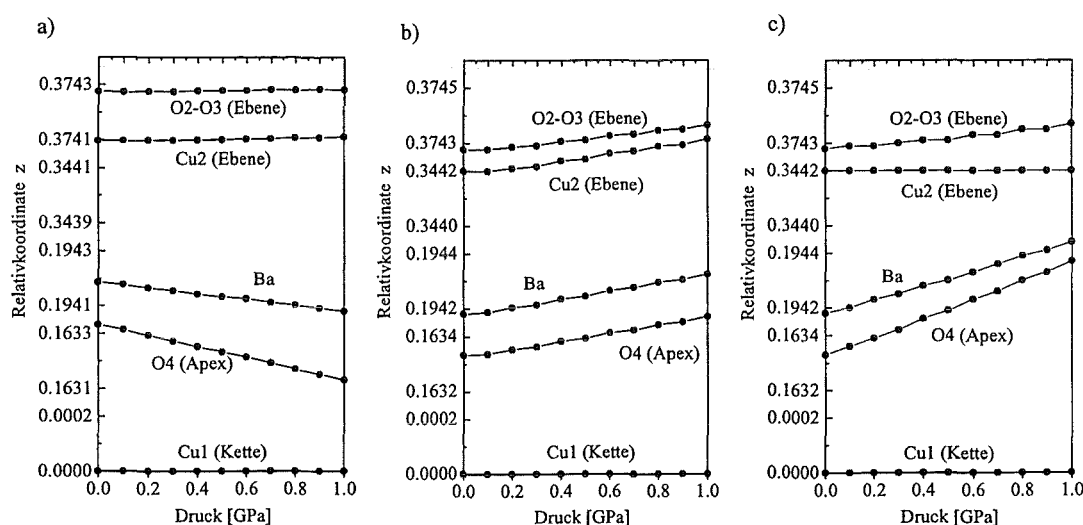 a)
Relativkoordinate z
0.3743
0.3741
0.3441
0.3439
0.1943
0.1941
0.1633
0.1631
0.0002
0.0000
O2-O3 (Ebene)
Cu2 (Ebene)
Ba
O4 (Apex)
Cu1 (Kette)
0.0 0.2 0.4 0.6 0.8 1.0
Druck [GPa]
b)
Relativkoordinate z
0.3745
0.3743
0.3442
0.3440
0.1944
0.1942
0.1634
0.1632
0.0002
0.0000
O2-O3 (Ebene)
Cu2 (Ebene)
Ba
O4 (Apex)
Cu1 (Kette)
0.0 0.2 0.4 0.6 0.8 1.0
Druck [GPa]
c)
Relativkoordinate z
0.3745
0.3743
0.3442
0.3440
0.1944
0.1942
0.1634
0.1632
0.0002
0.0000
O2-O3 (Ebene)
Cu2 (Ebene)
Ba
O4 (Apex)
Cu1 (Kette)
0.0 0.2 0.4 0.6 0.8 1.0
Druck [GPa]